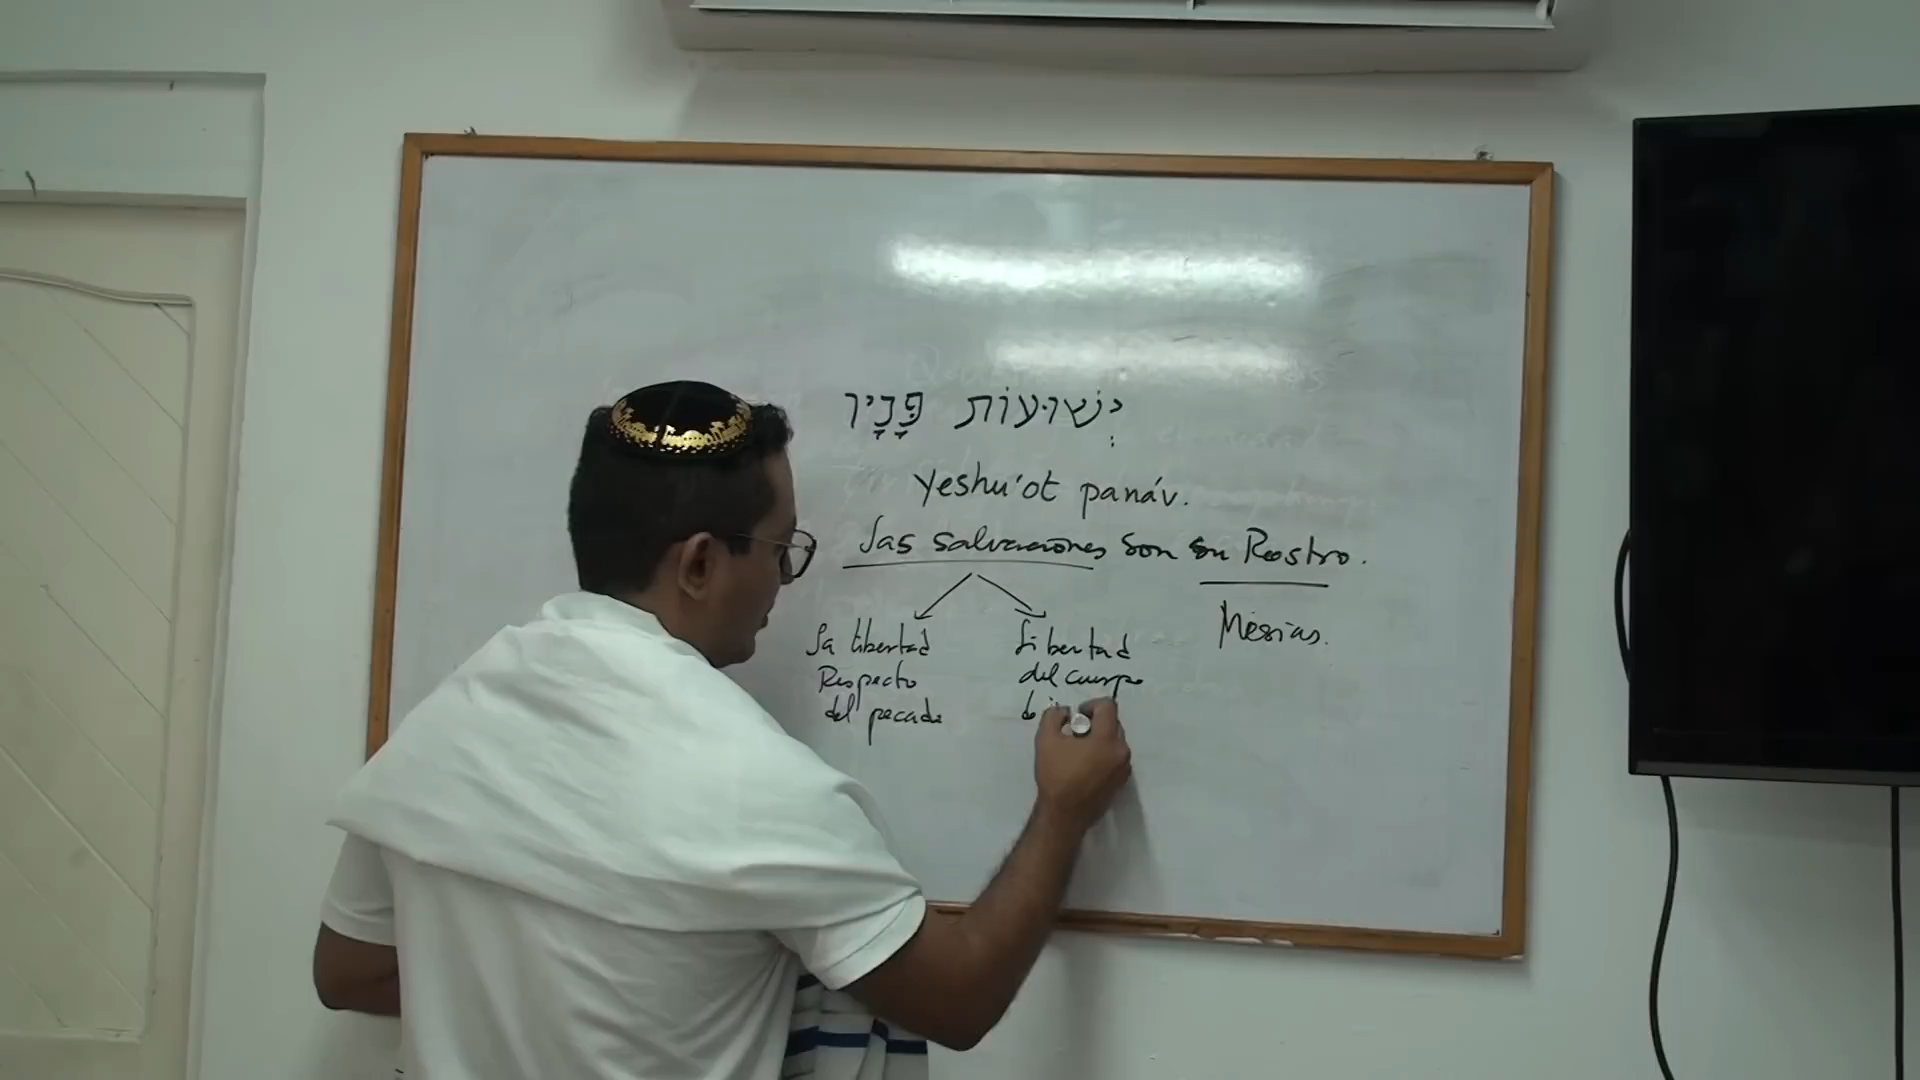 יְשׁוּעוֹת פָּנָיו
Yeshu'ot panáv.
Las salvaciones son su Rostro.
La libertad
Respecto
del pecado
Libertad
del cuerpo
Mesías.